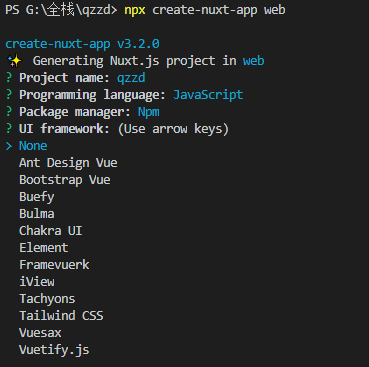 PS G:\全栈\qzzd> npx create-nuxt-app web
create-nuxt-app v3.2.0
✨ Generating Nuxt.js project in web
? Project name: qzzd
? Programming language: JavaScript
? Package manager: Npm
? UI framework: (Use arrow keys)
> None
Ant Design Vue
Bootstrap Vue
Buefy
Bulma
Chakra UI
Element
Framevuerk
iView
Tachyons
Tailwind CSS
Vuesax
Vuetify.js